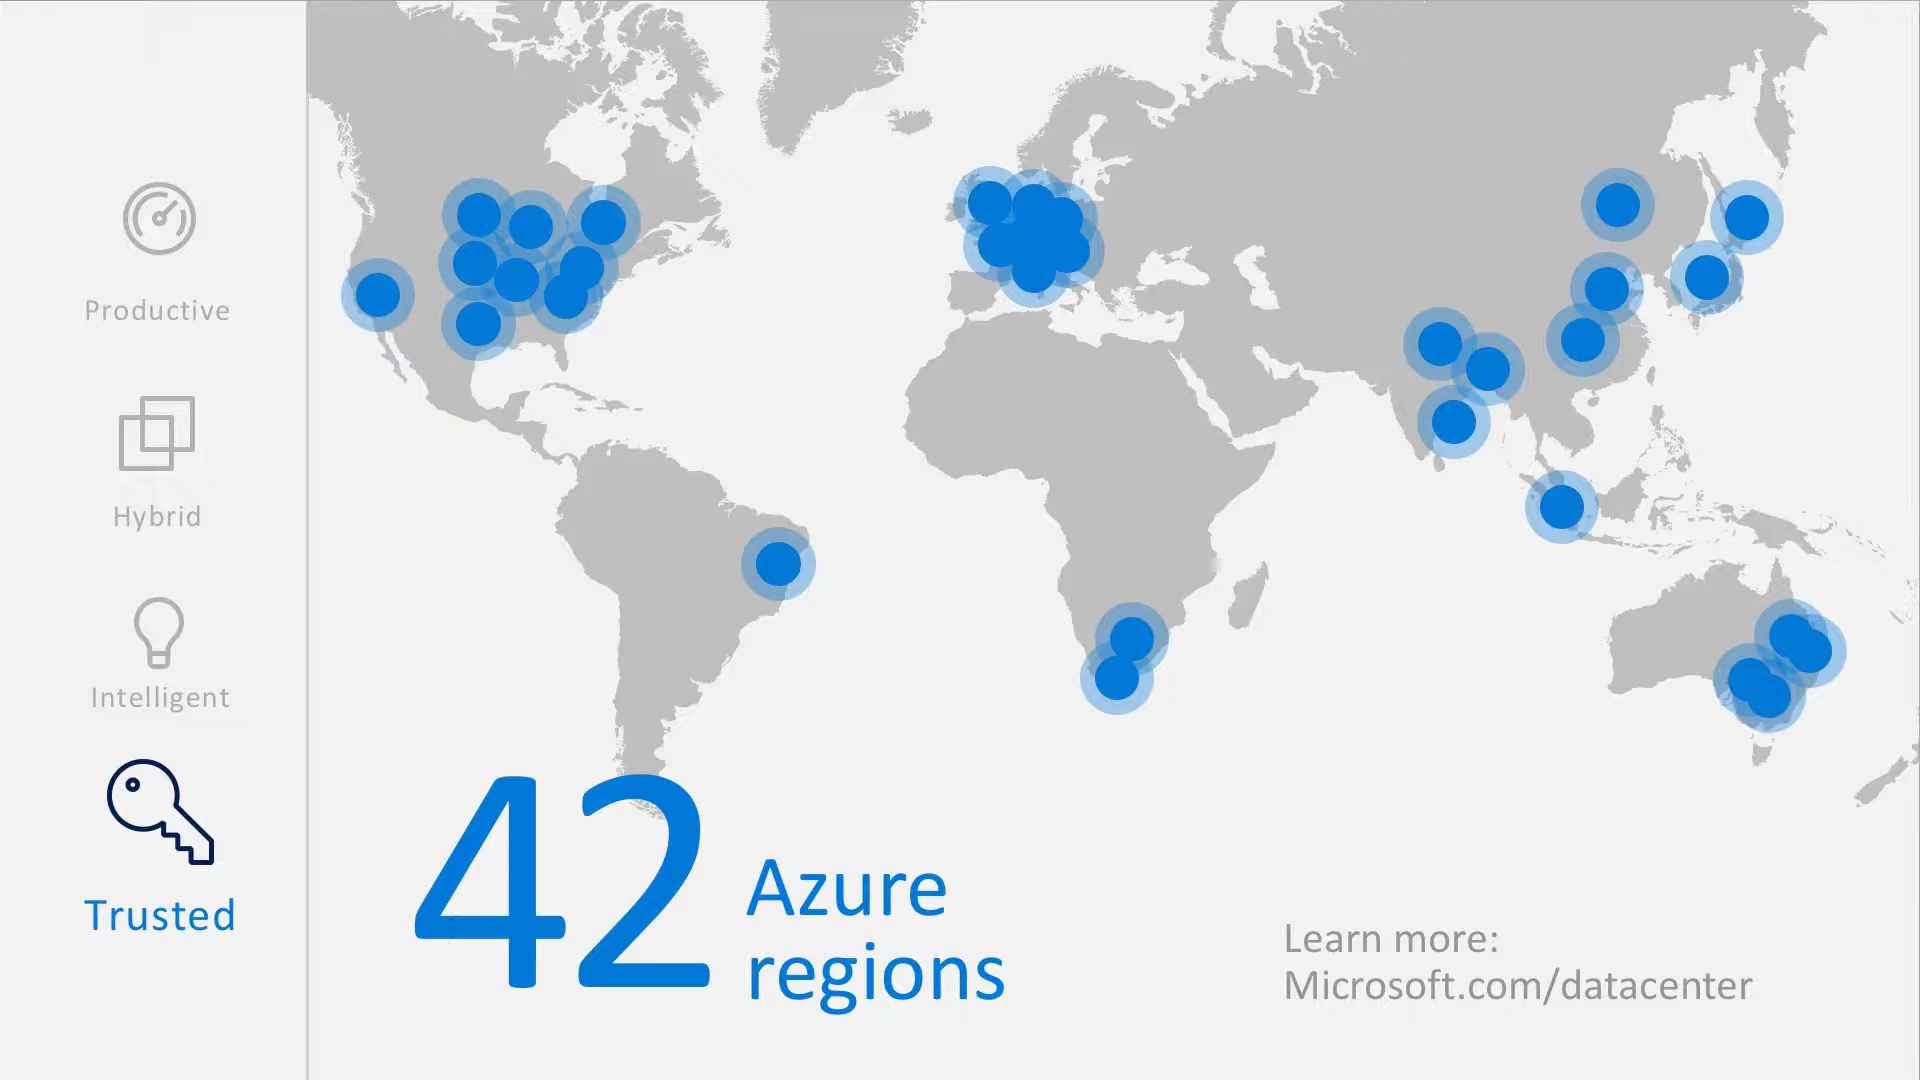 Productive
Hybrid
Intelligent
Trusted
42
Azure
regions
Learn more:
Microsoft.com/datacenter